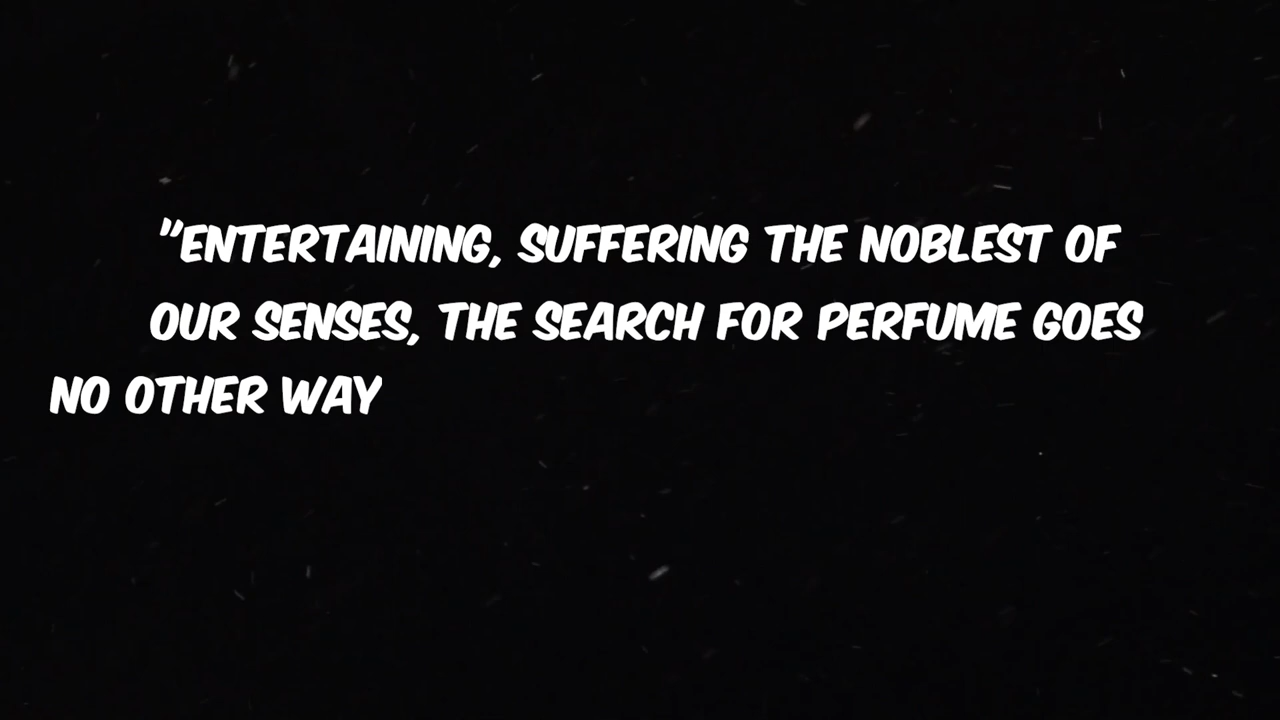 "ENTERTAINING, SUFFERING THE NOBLEST OF
OUR SENSES, THE SEARCH FOR PERFUME GOES
NO OTHER WAY